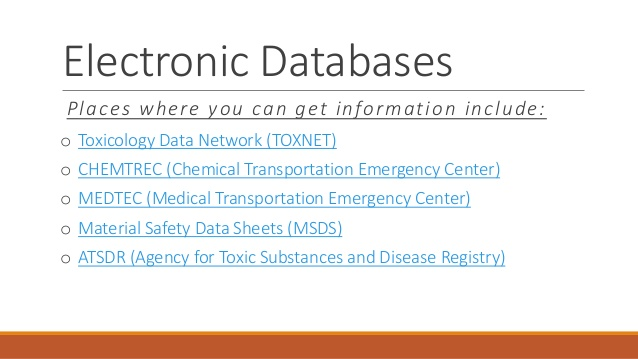 Electronic Databases
Places where you can get information include:
o Toxicology Data Network (TOXNET)
o CHEMTREC (Chemical Transportation Emergency Center)
o MEDTEC (Medical Transportation Emergency Center)
o Material Safety Data Sheets (MSDS)
o ATSDR (Agency for Toxic Substances and Disease Registry)